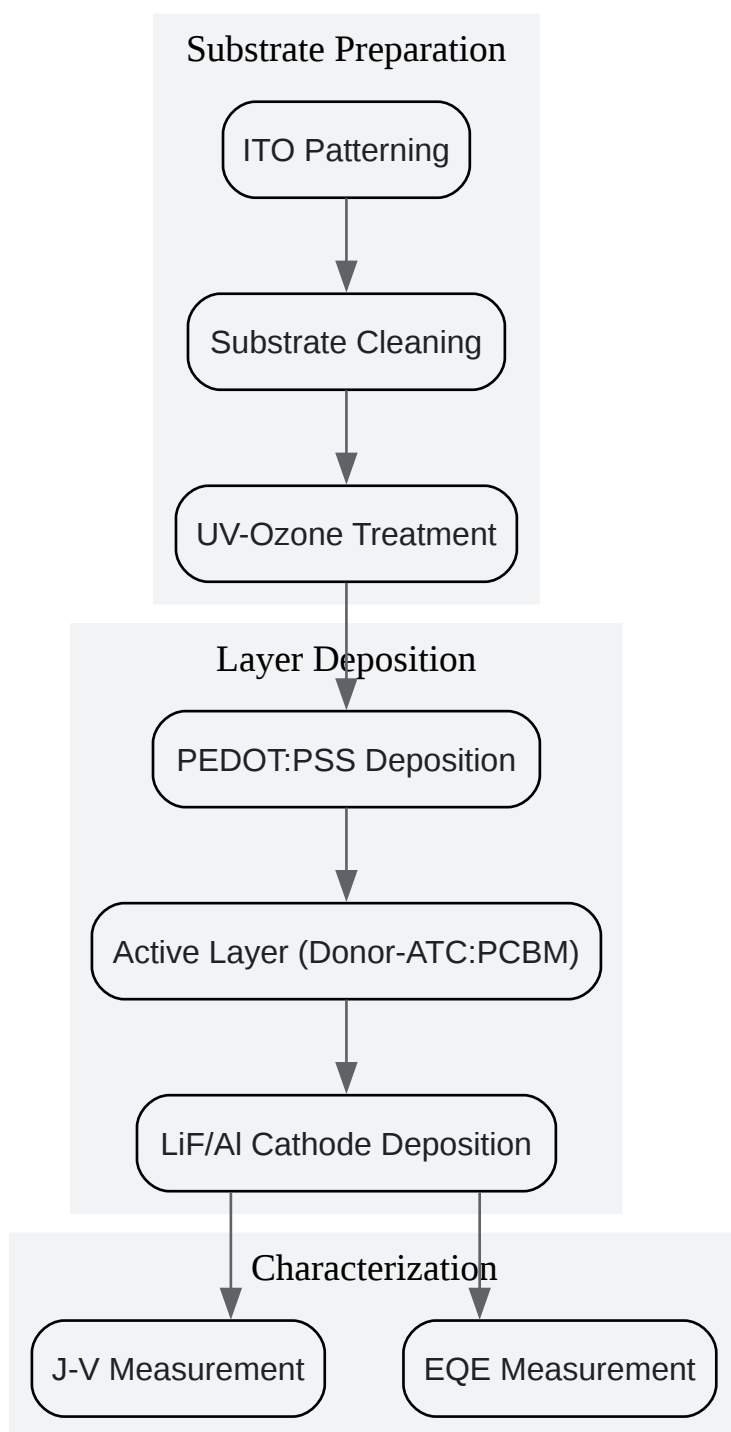 Substrate Preparation
ITO Patterning
Substrate Cleaning
UV-Ozone Treatment
Layer Deposition
PEDOT:PSS Deposition
Active Layer (Donor-ATC:PCBM)
LiF/Al Cathode Deposition
Characterization
J-V Measurement
EQE Measurement